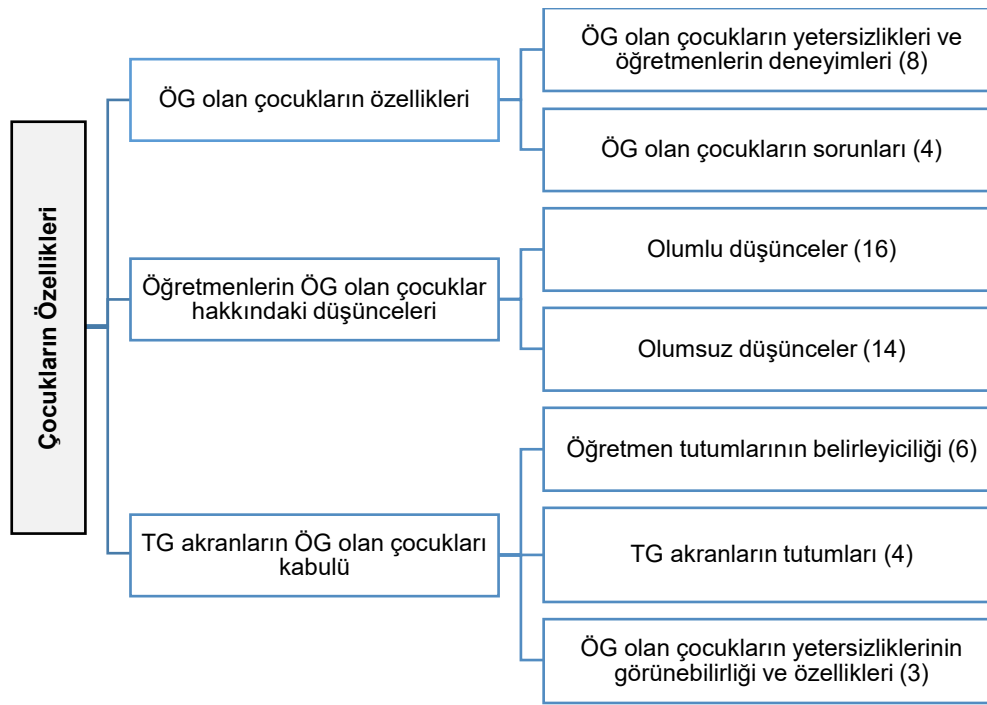 Çocukların Özellikleri
ÖG olan çocukların özellikleri
ÖG olan çocukların yetersizlikleri ve
öğretmenlerin deneyimleri (8)
ÖG olan çocukların sorunları (4)
Öğretmenlerin ÖG olan çocuklar
hakkındaki düşünceleri
Olumlu düşünceler (16)
Olumsuz düşünceler (14)
TG akranların ÖG olan çocukları
kabulü
Öğretmen tutumlarının belirleyiciliği (6)
TG akranların tutumları (4)
ÖG olan çocukların yetersizliklerinin
görünebilirliği ve özellikleri (3)